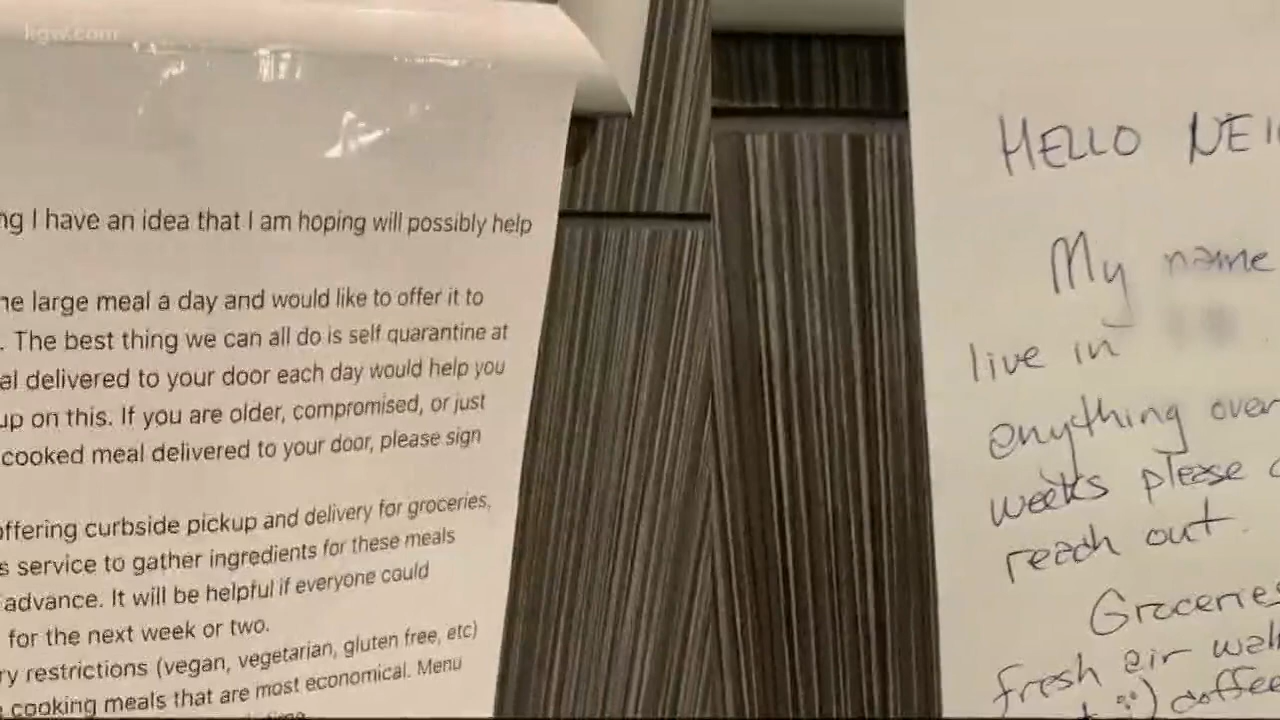 kgw.com
ng I have an idea that I am hoping will possibly help
ne large meal a day and would like to offer it to
. The best thing we can all do is self quarantine at
al delivered to your door each day would help you
up on this. If you are older, compromised, or just
cooked meal delivered to your door, please sign
offering curbside pickup and delivery for groceries,
s service to gather ingredients for these meals
advance. It will be helpful if everyone could
for the next week or two.
ry restrictions (vegan, vegetarian, gluten free, etc)
cooking meals that are most economical. Menu
HELLO NEI
My name
live in
anything over
weeks please
reach out.
Groceries
fresh air wal
:) coffee